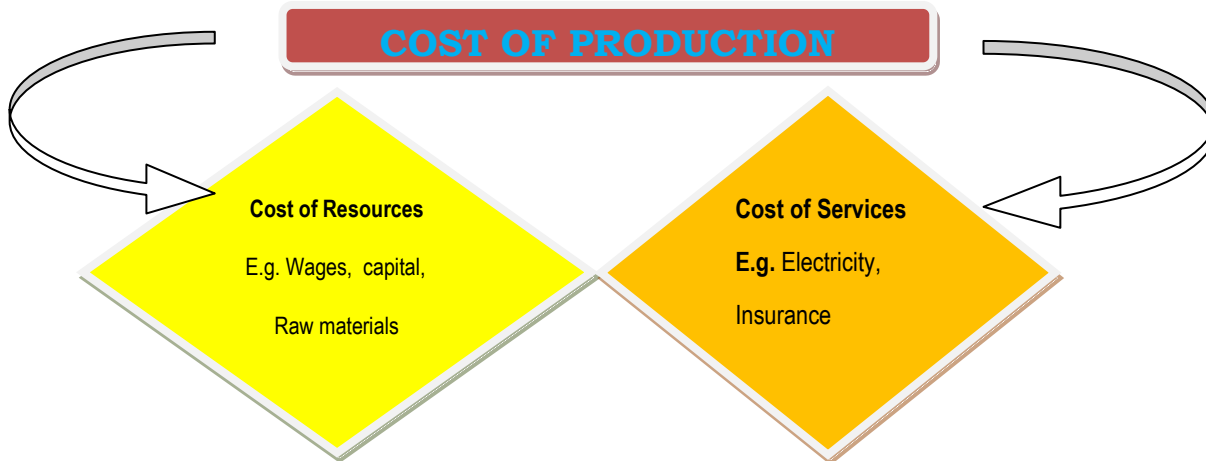 COST OF PRODUCTION
Cost of Resources
E.g. Wages, capital,
Raw materials
Cost of Services
E.g. Electricity,
Insurance